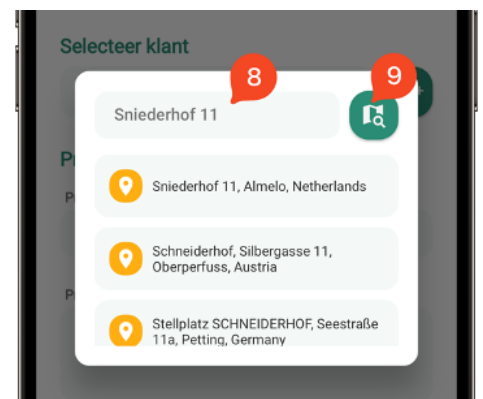 Selecteer klant
8
9
Sniederhof 11
+
P
P
Sniederhof 11, Almelo, Netherlands
Schneiderhof, Silbergasse 11,
Oberperfuss, Austria
P
Stellplatz SCHNEIDERHOF, Seestraße
11a, Petting, Germany